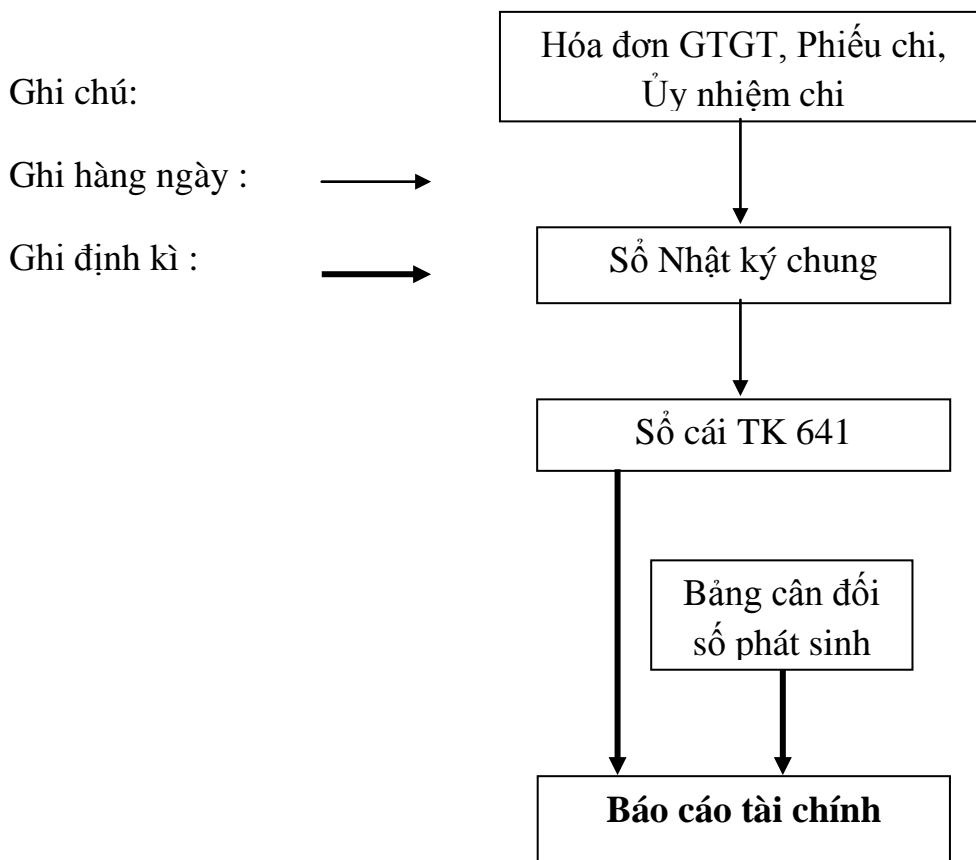 Hóa đơn GTGT, Phiếu chi,
Ủy nhiệm chi
Ghi chú:
Ghi hàng ngày :
Ghi định kì :
Sổ Nhật ký chung
Sổ cái TK 641
Bảng cân đối
số phát sinh
Báo cáo tài chính